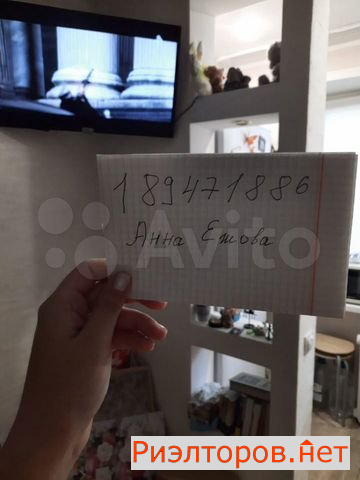 189471886
Анна Ежова
Avito
Риэлторов.нет